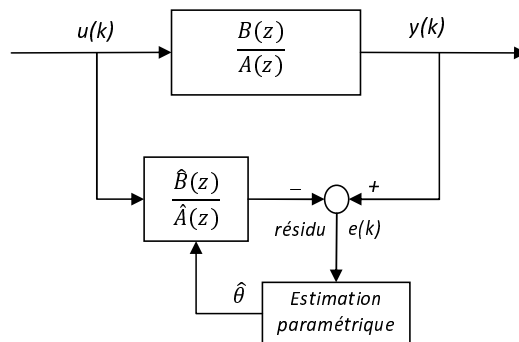 u(k)
y(k)
B(z)
A(z)
B̂(z)
Â(z)
−
+
résidu e(k)
θ̂
Estimation
paramétrique